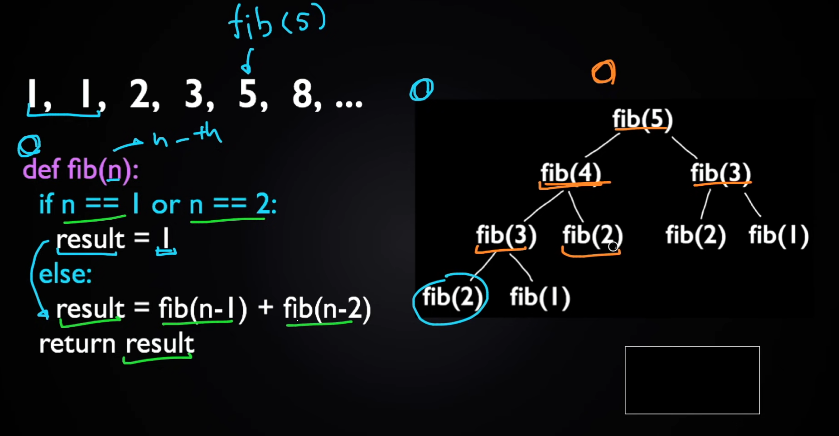 fib(5)
1, 1, 2, 3, 5, 8, ...
n-th
def fib(n):
if n == 1 or n == 2:
result = 1
else:
result = fib(n-1) + fib(n-2)
return result
fib(5)
fib(4) fib(3)
fib(3) fib(2) fib(2) fib(1)
fib(2) fib(1)